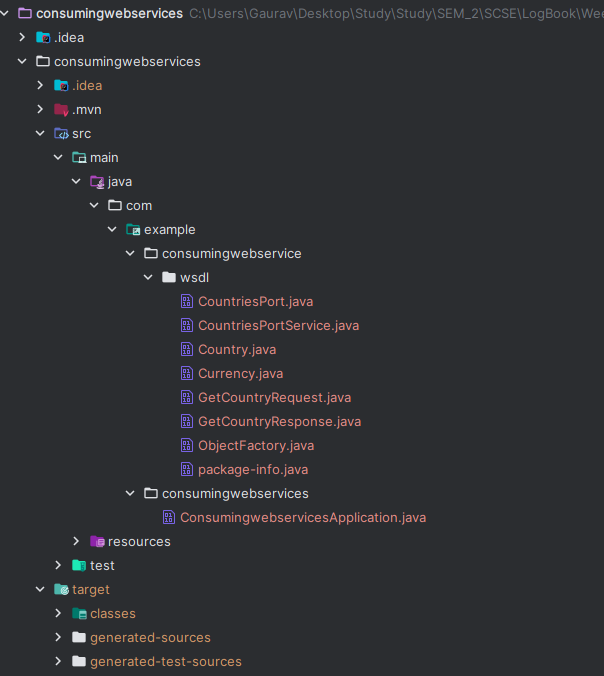 consumingwebservices C:\Users\Gaurav\Desktop\Study\Study\SEM_2\SCSE\LogBook\Wee
.idea
consumingwebservices
.idea
.mvn
src
main
java
com
example
consumingwebservice
wsdl
CountriesPort.java
CountriesPortService.java
Country.java
Currency.java
GetCountryRequest.java
GetCountryResponse.java
ObjectFactory.java
package-info.java
consumingwebservices
ConsumingwebservicesApplication.java
resources
test
target
classes
generated-sources
generated-test-sources